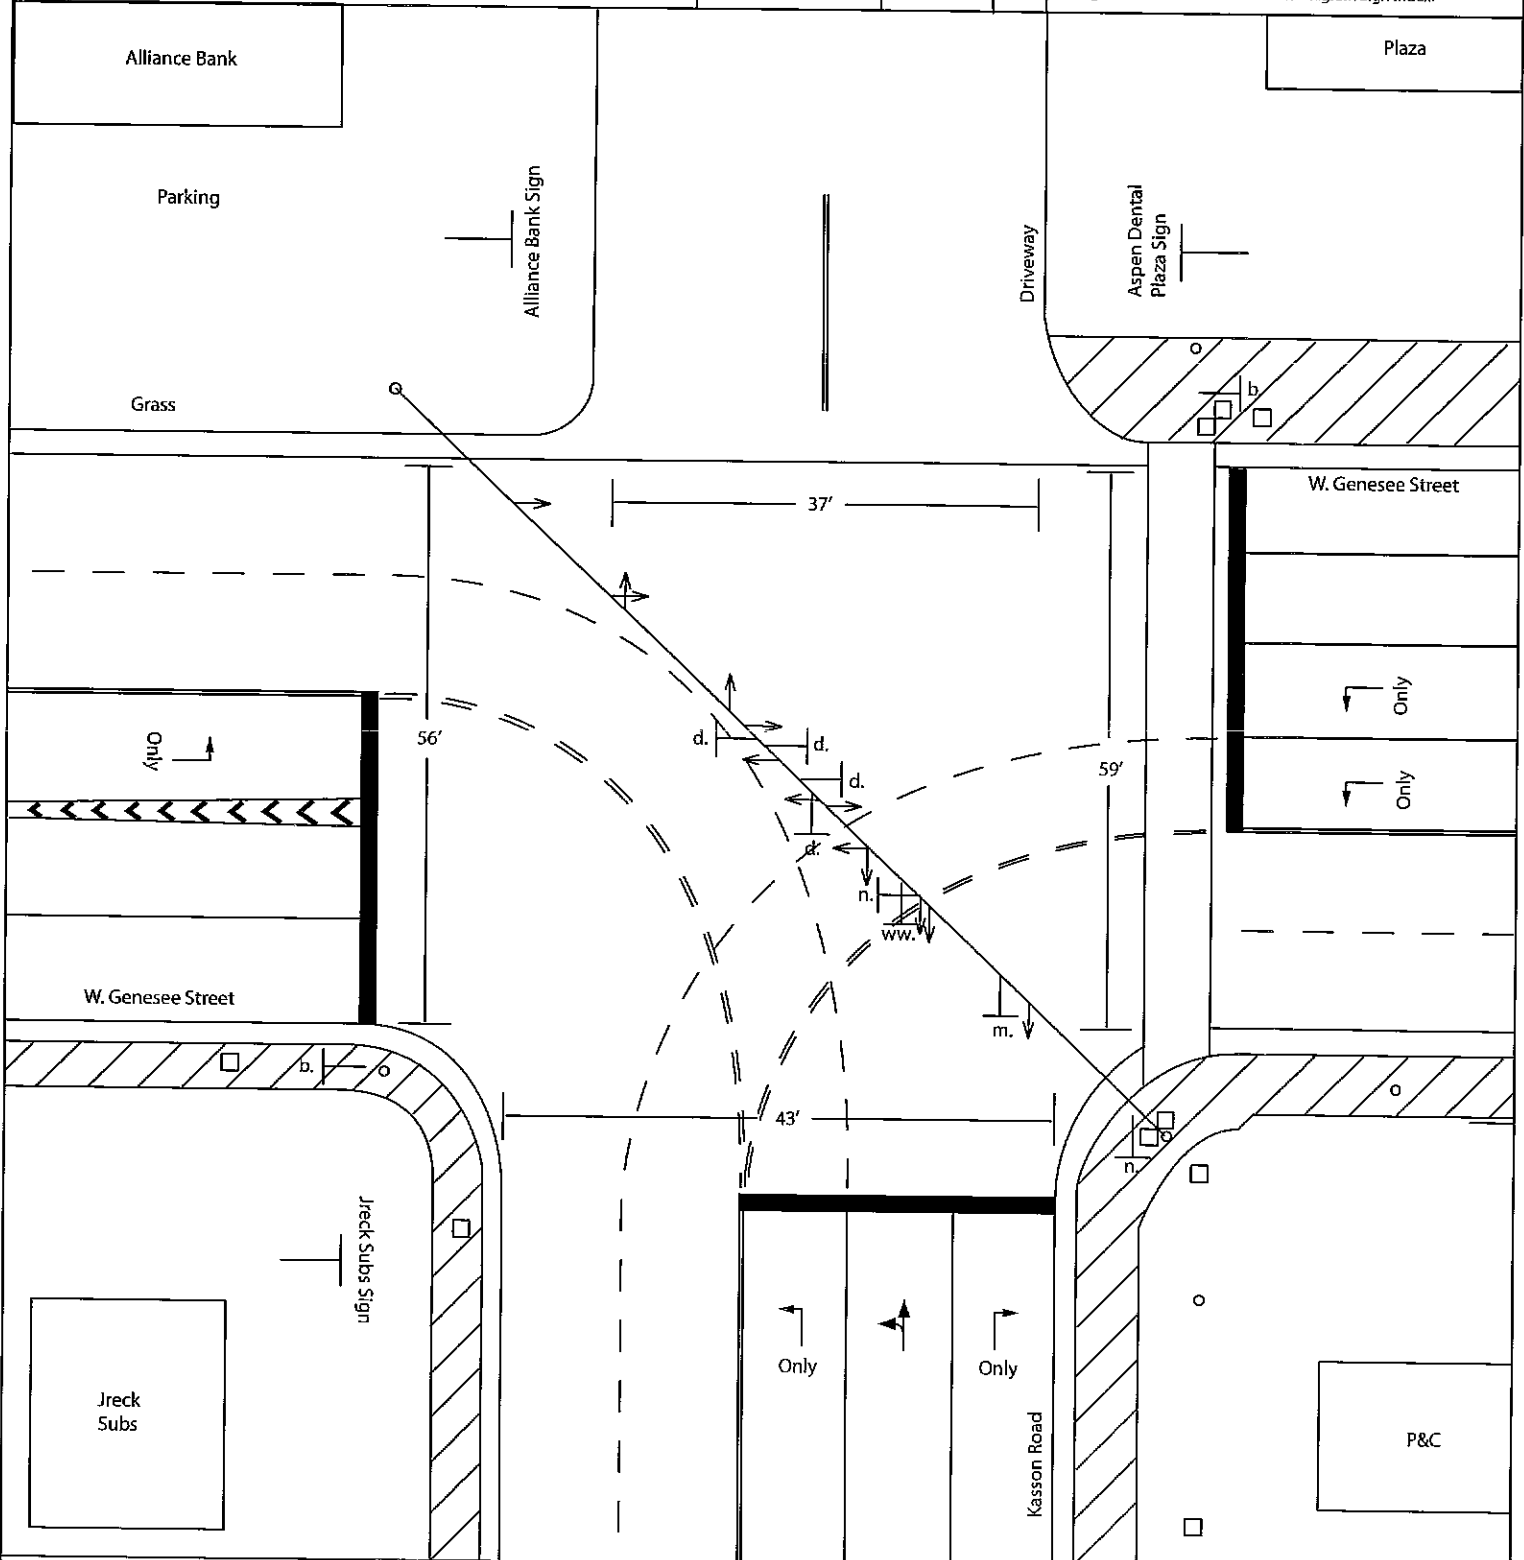 Alliance Bank
Plaza
Parking
Alliance Bank Sign
Driveway
Aspen Dental
Plaza Sign
Grass
b.
W. Genesee Street
37'
Only
Only
56'
d.
d.
59'
d.
Only
d.
n.
ww.
W. Genesee Street
m.
b.
43'
n.
Jreck Subs Sign
Only
Only
Jreck
Subs
Kasson Road
P&C